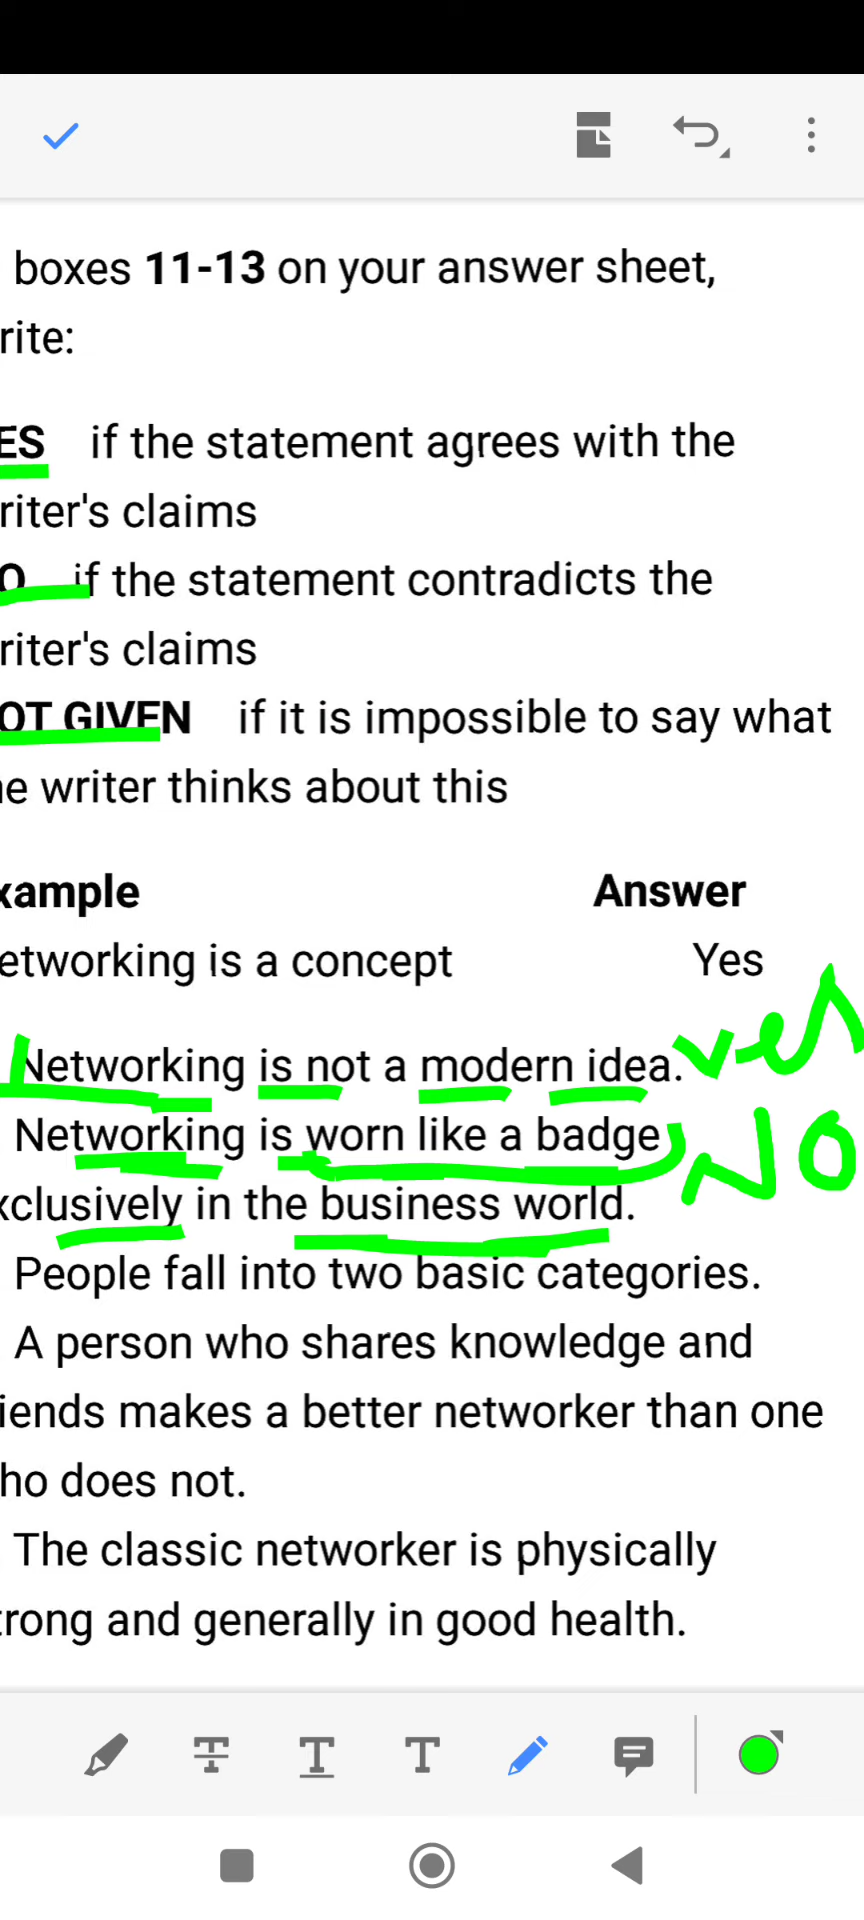 boxes 11-13 on your answer sheet,
rite:
ES if the statement agrees with the
riter's claims
O if the statement contradicts the
riter's claims
OT GIVEN if it is impossible to say what
e writer thinks about this
xample Answer
etworking is a concept Yes
Networking is not a modern idea. yes
Networking is worn like a badge NO
xclusively in the business world.
People fall into two basic categories.
A person who shares knowledge and
iends makes a better networker than one
ho does not.
The classic networker is physically
trong and generally in good health.